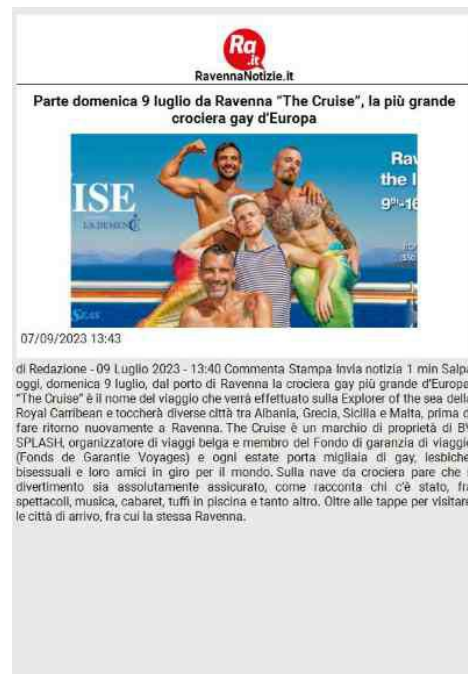 Ra
.it
RavennaNotizie.it
Parte domenica 9 luglio da Ravenna “The Cruise”, la più grande
crociera gay d’Europa
ISE
LA DEMENCE
Rav
the I
9th-16
SEAS
07/09/2023 13:43
di Redazione - 09 Luglio 2023 - 13:40 Commenta Stampa Invia notizia 1 min Salpa
oggi, domenica 9 luglio, dal porto di Ravenna la crociera gay più grande d’Europa.
“The Cruise” è il nome del viaggio che verrà effettuato sulla Explorer of the sea della
Royal Carribean e toccherà diverse città tra Albania, Grecia, Sicilia e Malta, prima d
fare ritorno nuovamente a Ravenna. The Cruise è un marchio di proprietà di BY
SPLASH, organizzatore di viaggi belga e membro del Fondo di garanzia di viaggio
(Fonds de Garantie Voyages) e ogni estate porta migliaia di gay, lesbiche,
bisessuali e loro amici in giro per il mondo. Sulla nave da crociera pare che i
divertimento sia assolutamente assicurato, come racconta chi c’è stato, fra
spettacoli, musica, cabaret, tuffi in piscina e tanto altro. Oltre alle tappe per visitare
le città di arrivo, fra cui la stessa Ravenna.